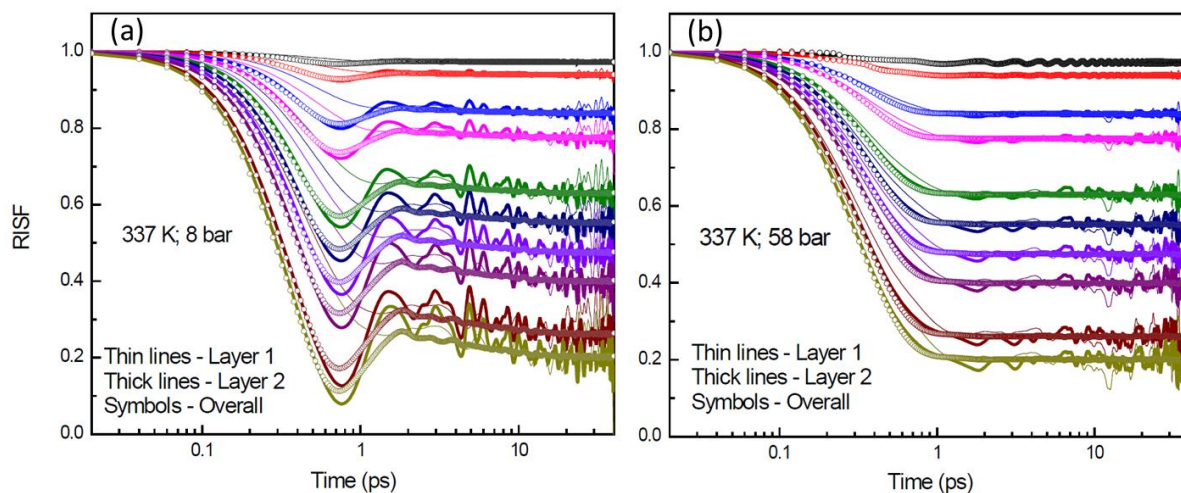 (a)
1.0
0.8
0.6
0.4
0.2
0.0
RISF
337 K; 8 bar
Thin lines - Layer 1
Thick lines - Layer 2
Symbols - Overall
0.1
1
10
Time (ps)
(b)
1.0
0.8
0.6
0.4
0.2
0.0
337 K; 58 bar
Thin lines - Layer 1
Thick lines - Layer 2
Symbols - Overall
0.1
1
10
Time (ps)